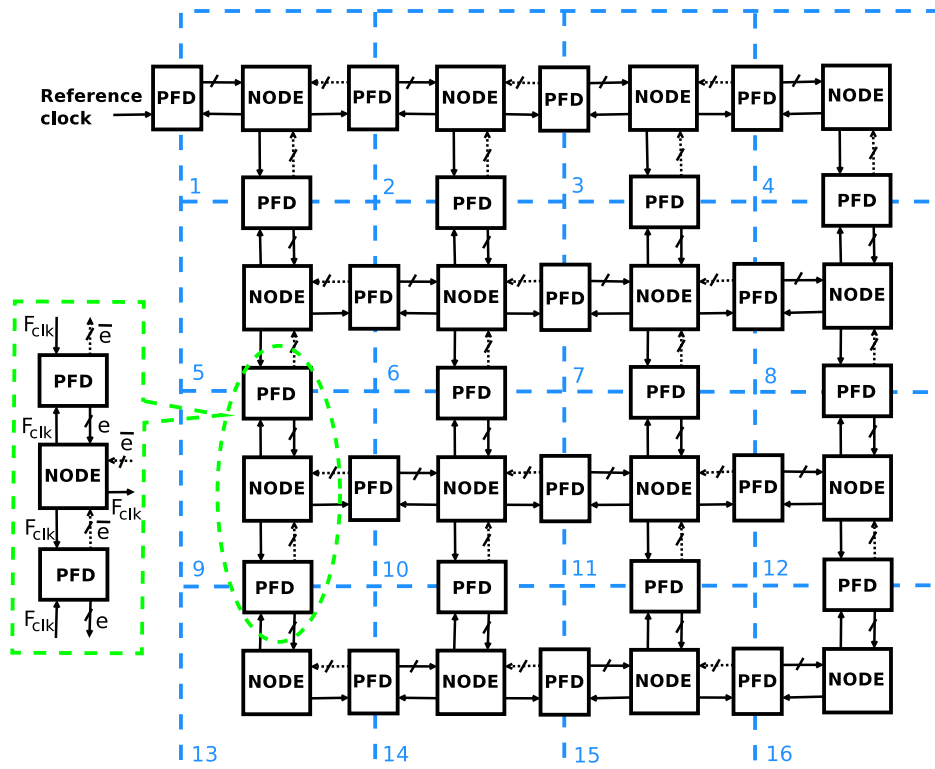 Reference
clock
PFD NODE PFD NODE PFD NODE PFD NODE
1 2 3 4
PFD PFD PFD PFD
NODE PFD NODE PFD NODE PFD NODE
5 6 7 8
PFD PFD PFD PFD
NODE PFD NODE PFD NODE PFD NODE
9 10 11 12
PFD PFD PFD PFD
NODE PFD NODE PFD NODE PFD NODE
13 14 15 16
Fclk e̅
PFD
Fclk e
e̅
NODE
Fclk
Fclk e̅
PFD
Fclk e